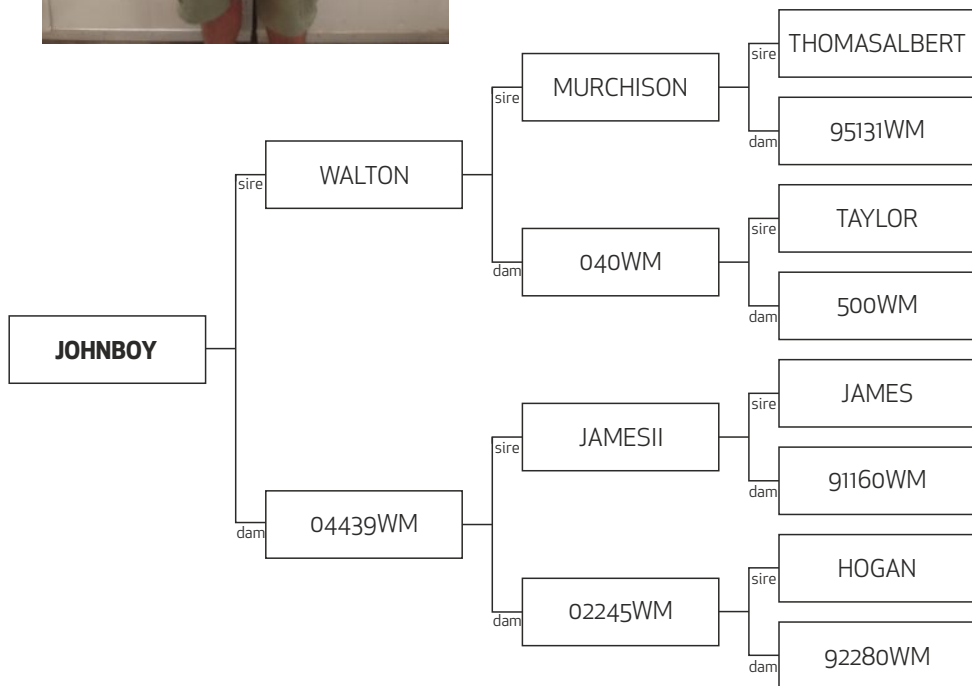 THOMASALBERT
sire
MURCHISON
sire
95131WM
dam
WALTON
sire
TAYLOR
sire
040WM
dam
500WM
dam
JOHNBOY
JAMES
sire
JAMESII
sire
91160WM
dam
04439WM
dam
HOGAN
sire
02245WM
dam
92280WM
dam